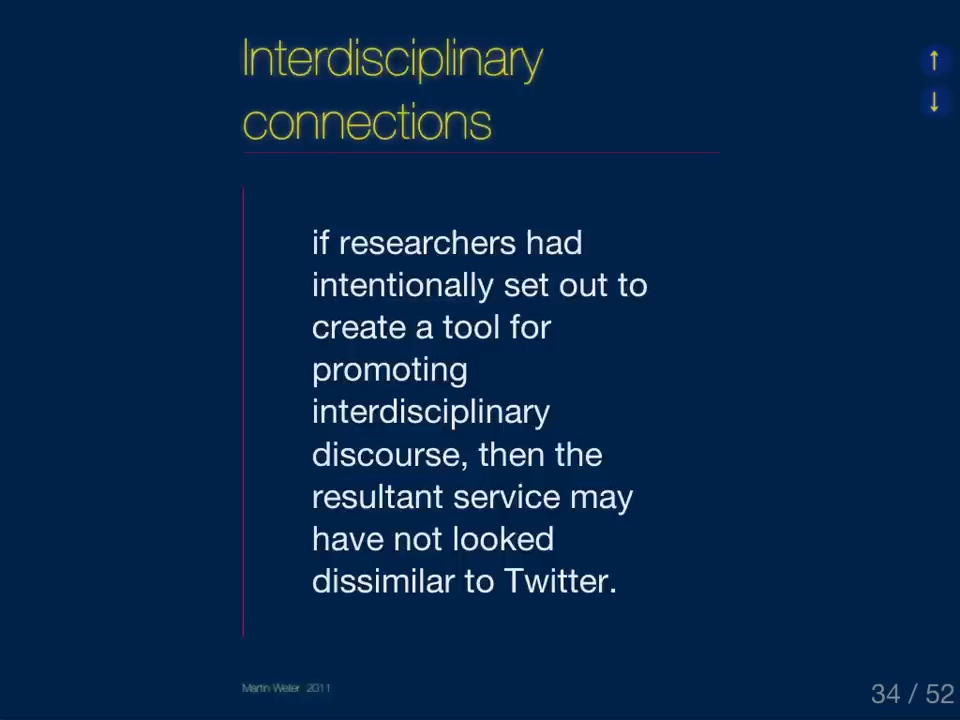 Interdisciplinary
connections
↑
↓
if researchers had
intentionally set out to
create a tool for
promoting
interdisciplinary
discourse, then the
resultant service may
have not looked
dissimilar to Twitter.
Martin Weller 2011
34 / 52